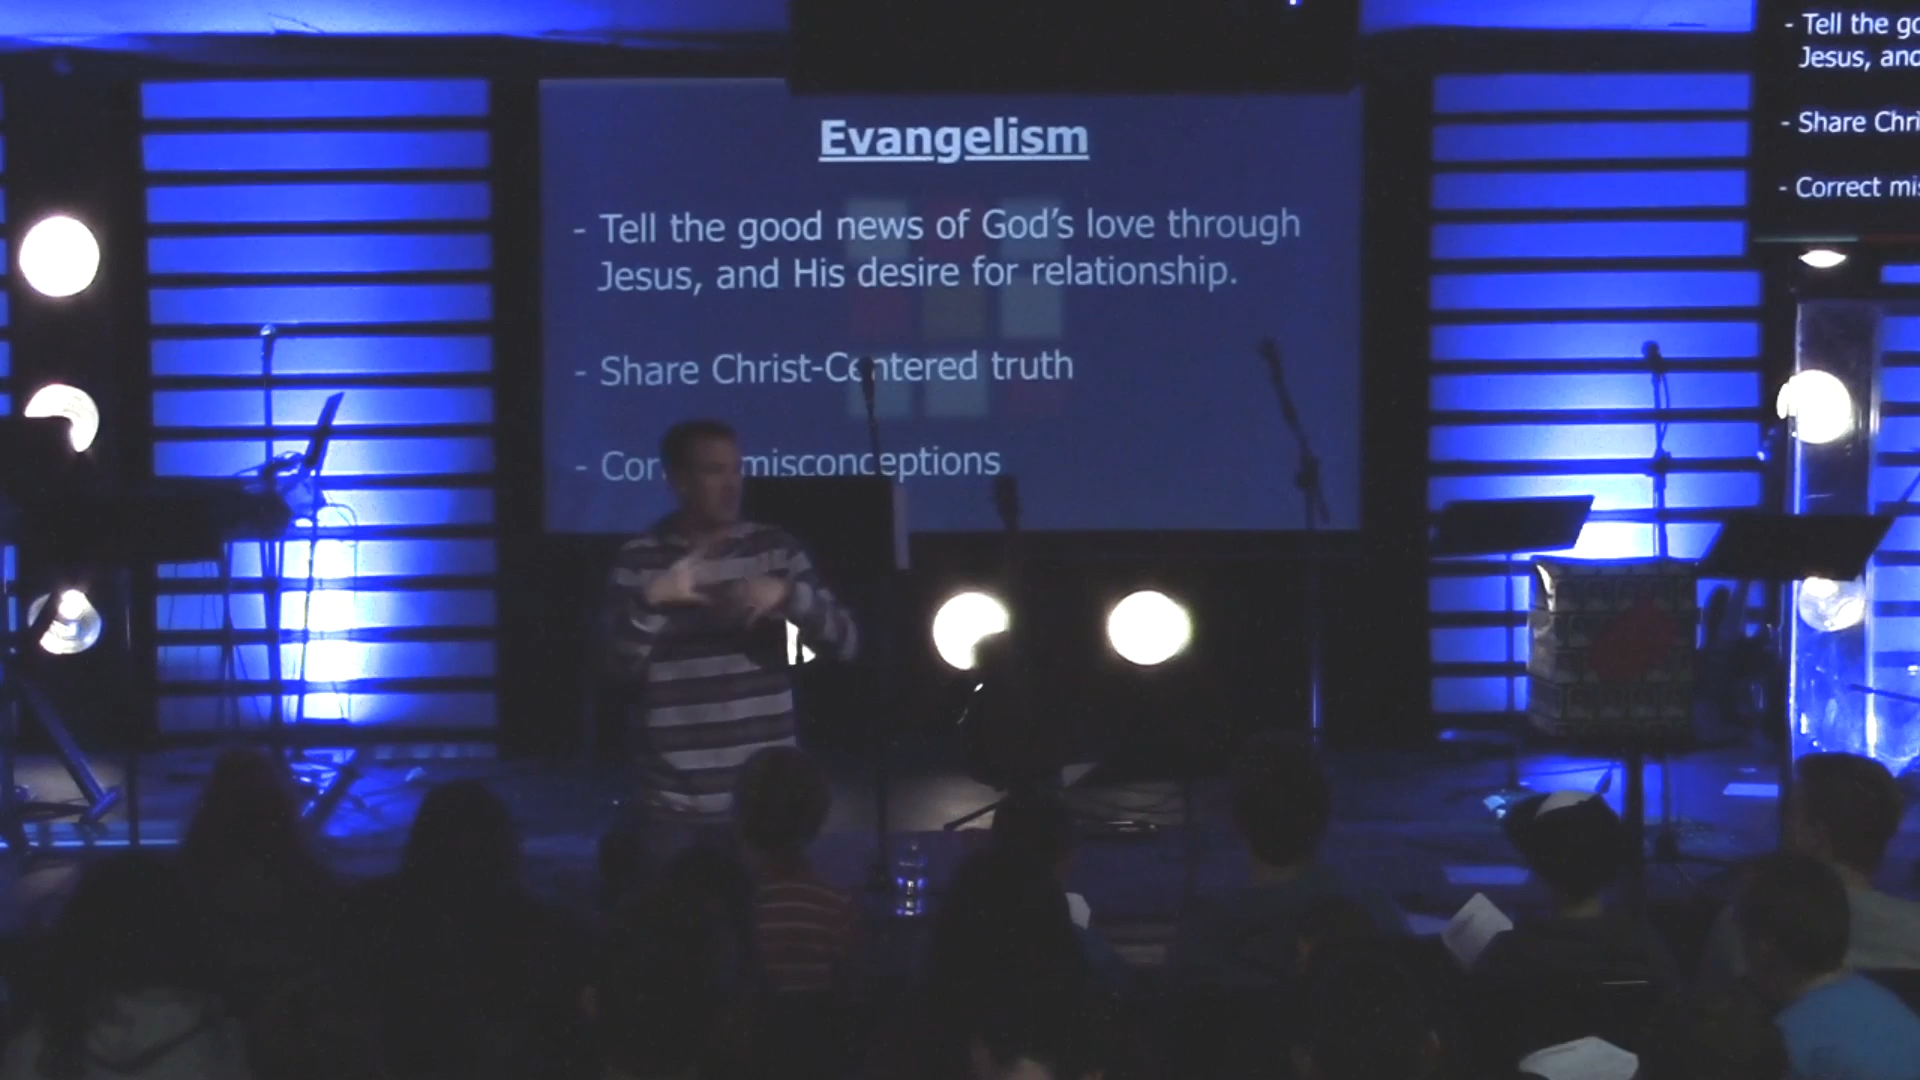 Evangelism
- Tell the good news of God's love through
Jesus, and His desire for relationship.
- Share Christ-Centered truth
- Correct misconceptions
- Tell the
Jesus, and
- Share
- Correct